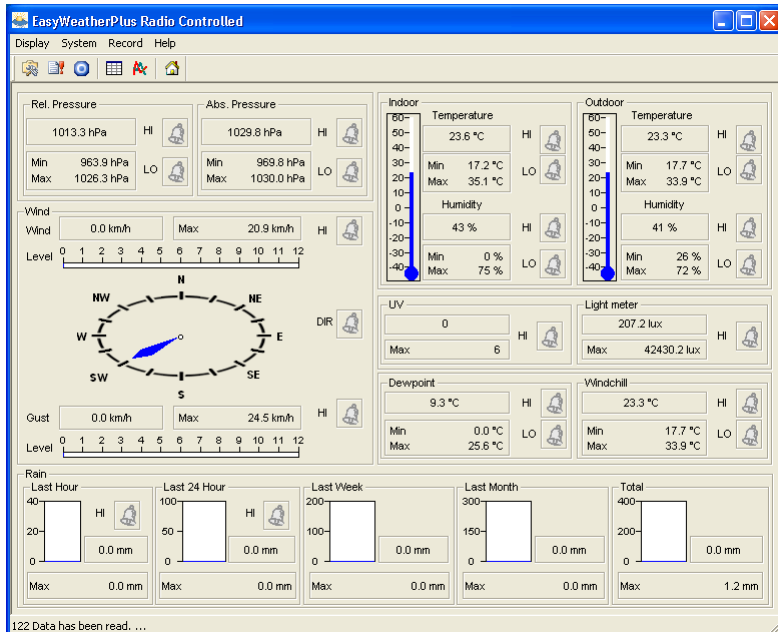 EasyWeatherPlus Radio Controlled
Display System Record Help
Rel. Pressure
1013.3 hPa HI
Min 963.9 hPa LO
Max 1026.3 hPa
Abs. Pressure
1029.8 hPa HI
Min 969.8 hPa LO
Max 1030.0 hPa
Wind
Wind 0.0 km/h Max 20.9 km/h HI
Level 0 1 2 3 4 5 6 7 8 9 10 11 12
N
NW NE
W E
SW SE
S
DIR
Gust 0.0 km/h Max 24.5 km/h HI
Level 0 1 2 3 4 5 6 7 8 9 10 11 12
Indoor
60-
50-
40-
30-
20-
10-
0-
-10-
-20-
-30-
-40-
Temperature
23.6 °C HI
Min 17.2 °C LO
Max 35.1 °C
Humidity
43 % HI
Min 0 % LO
Max 75 %
Outdoor
60-
50-
40-
30-
20-
10-
0-
-10-
-20-
-30-
-40-
Temperature
23.3 °C HI
Min 17.7 °C LO
Max 33.9 °C
Humidity
41 % HI
Min 26 % LO
Max 72 %
UV
0 HI
Max 6
Light meter
207.2 lux HI
Max 42430.2 lux
Dewpoint
9.3 °C HI
Min 0.0 °C LO
Max 25.6 °C
Windchill
23.3 °C HI
Min 17.7 °C LO
Max 33.9 °C
Rain
Last Hour
40-
20-
0-
HI
0.0 mm
Max 0.0 mm
Last 24 Hour
100-
50-
0-
HI
0.0 mm
Max 0.0 mm
Last Week
200-
100-
0-
0.0 mm
Max 0.0 mm
Last Month
300-
150-
0-
0.0 mm
Max 0.0 mm
Total
400-
200-
0-
0.0 mm
Max 1.2 mm
122 Data has been read. ...